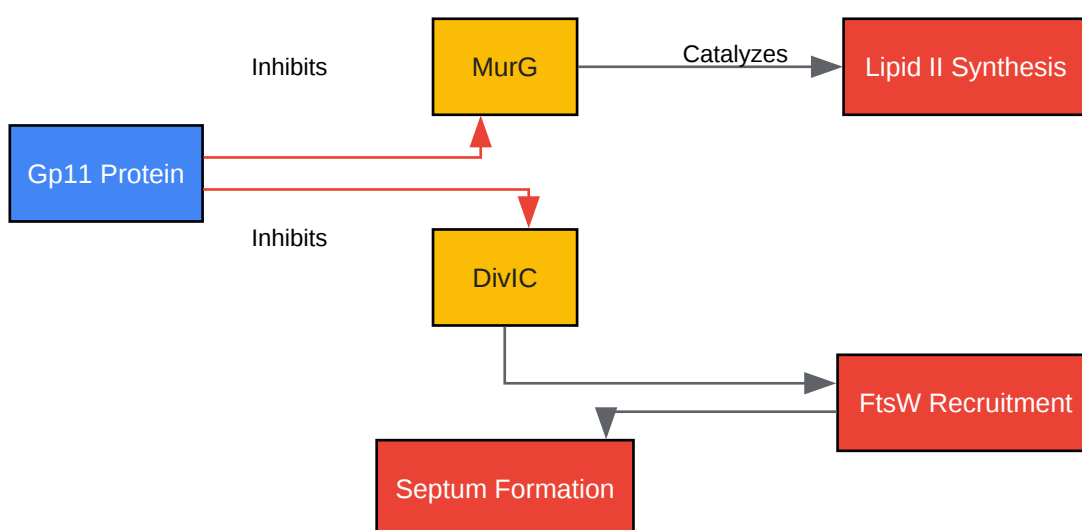 Inhibits
MurG
Catalyzes
Lipid II Synthesis
Gp11 Protein
Inhibits
DivIC
FtsW Recruitment
Septum Formation